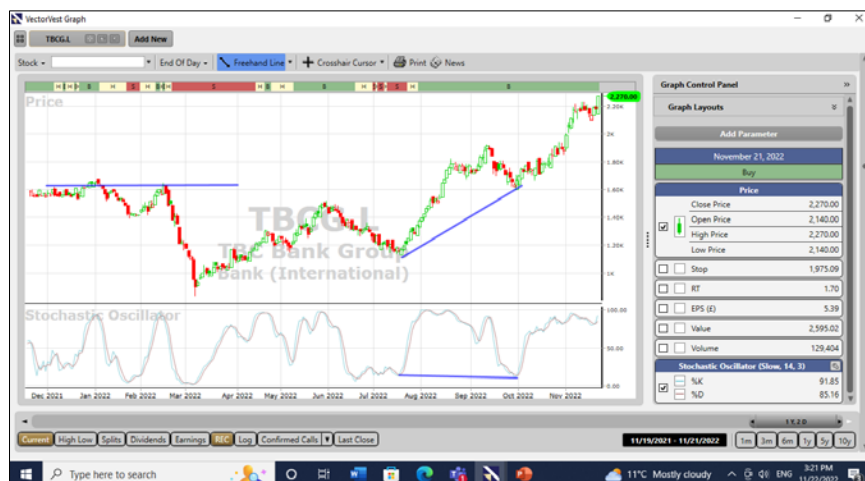 VectorVest Graph
TBCG.L Add New
Stock End Of Day Freehand Line Crosshair Cursor Print News
Price
2,270.00
2.20K
2K
1.80K
1.60K
1.40K
1.20K
1K
TBCG.L
TBC Bank Group
Bank (International)
Stochastic Oscillator
100.00
50.00
0.00
Dec 2021 Jan 2022 Feb 2022 Mar 2022 Apr 2022 May 2022 Jun 2022 Jul 2022 Aug 2022 Sep 2022 Oct 2022 Nov 2022
Graph Control Panel
Graph Layouts
Add Parameter
November 21, 2022
Buy
Price
Close Price 2,270.00
Open Price 2,140.00
High Price 2,270.00
Low Price 2,140.00
Stop 1,975.09
RT 1.70
EPS (£) 5.39
Value 2,595.02
Volume 129,404
Stochastic Oscillator (Slow, 14, 3)
%K 91.85
%D 85.16
1 Y, 2 D
Current High Low Splits Dividends Earnings REC Log Confirmed Calls Last Close
11/19/2021 - 11/21/2022 1m 3m 6m 1y 5y 10y
Type here to search
11°C Mostly cloudy ENG 3:21 PM
11/22/2022